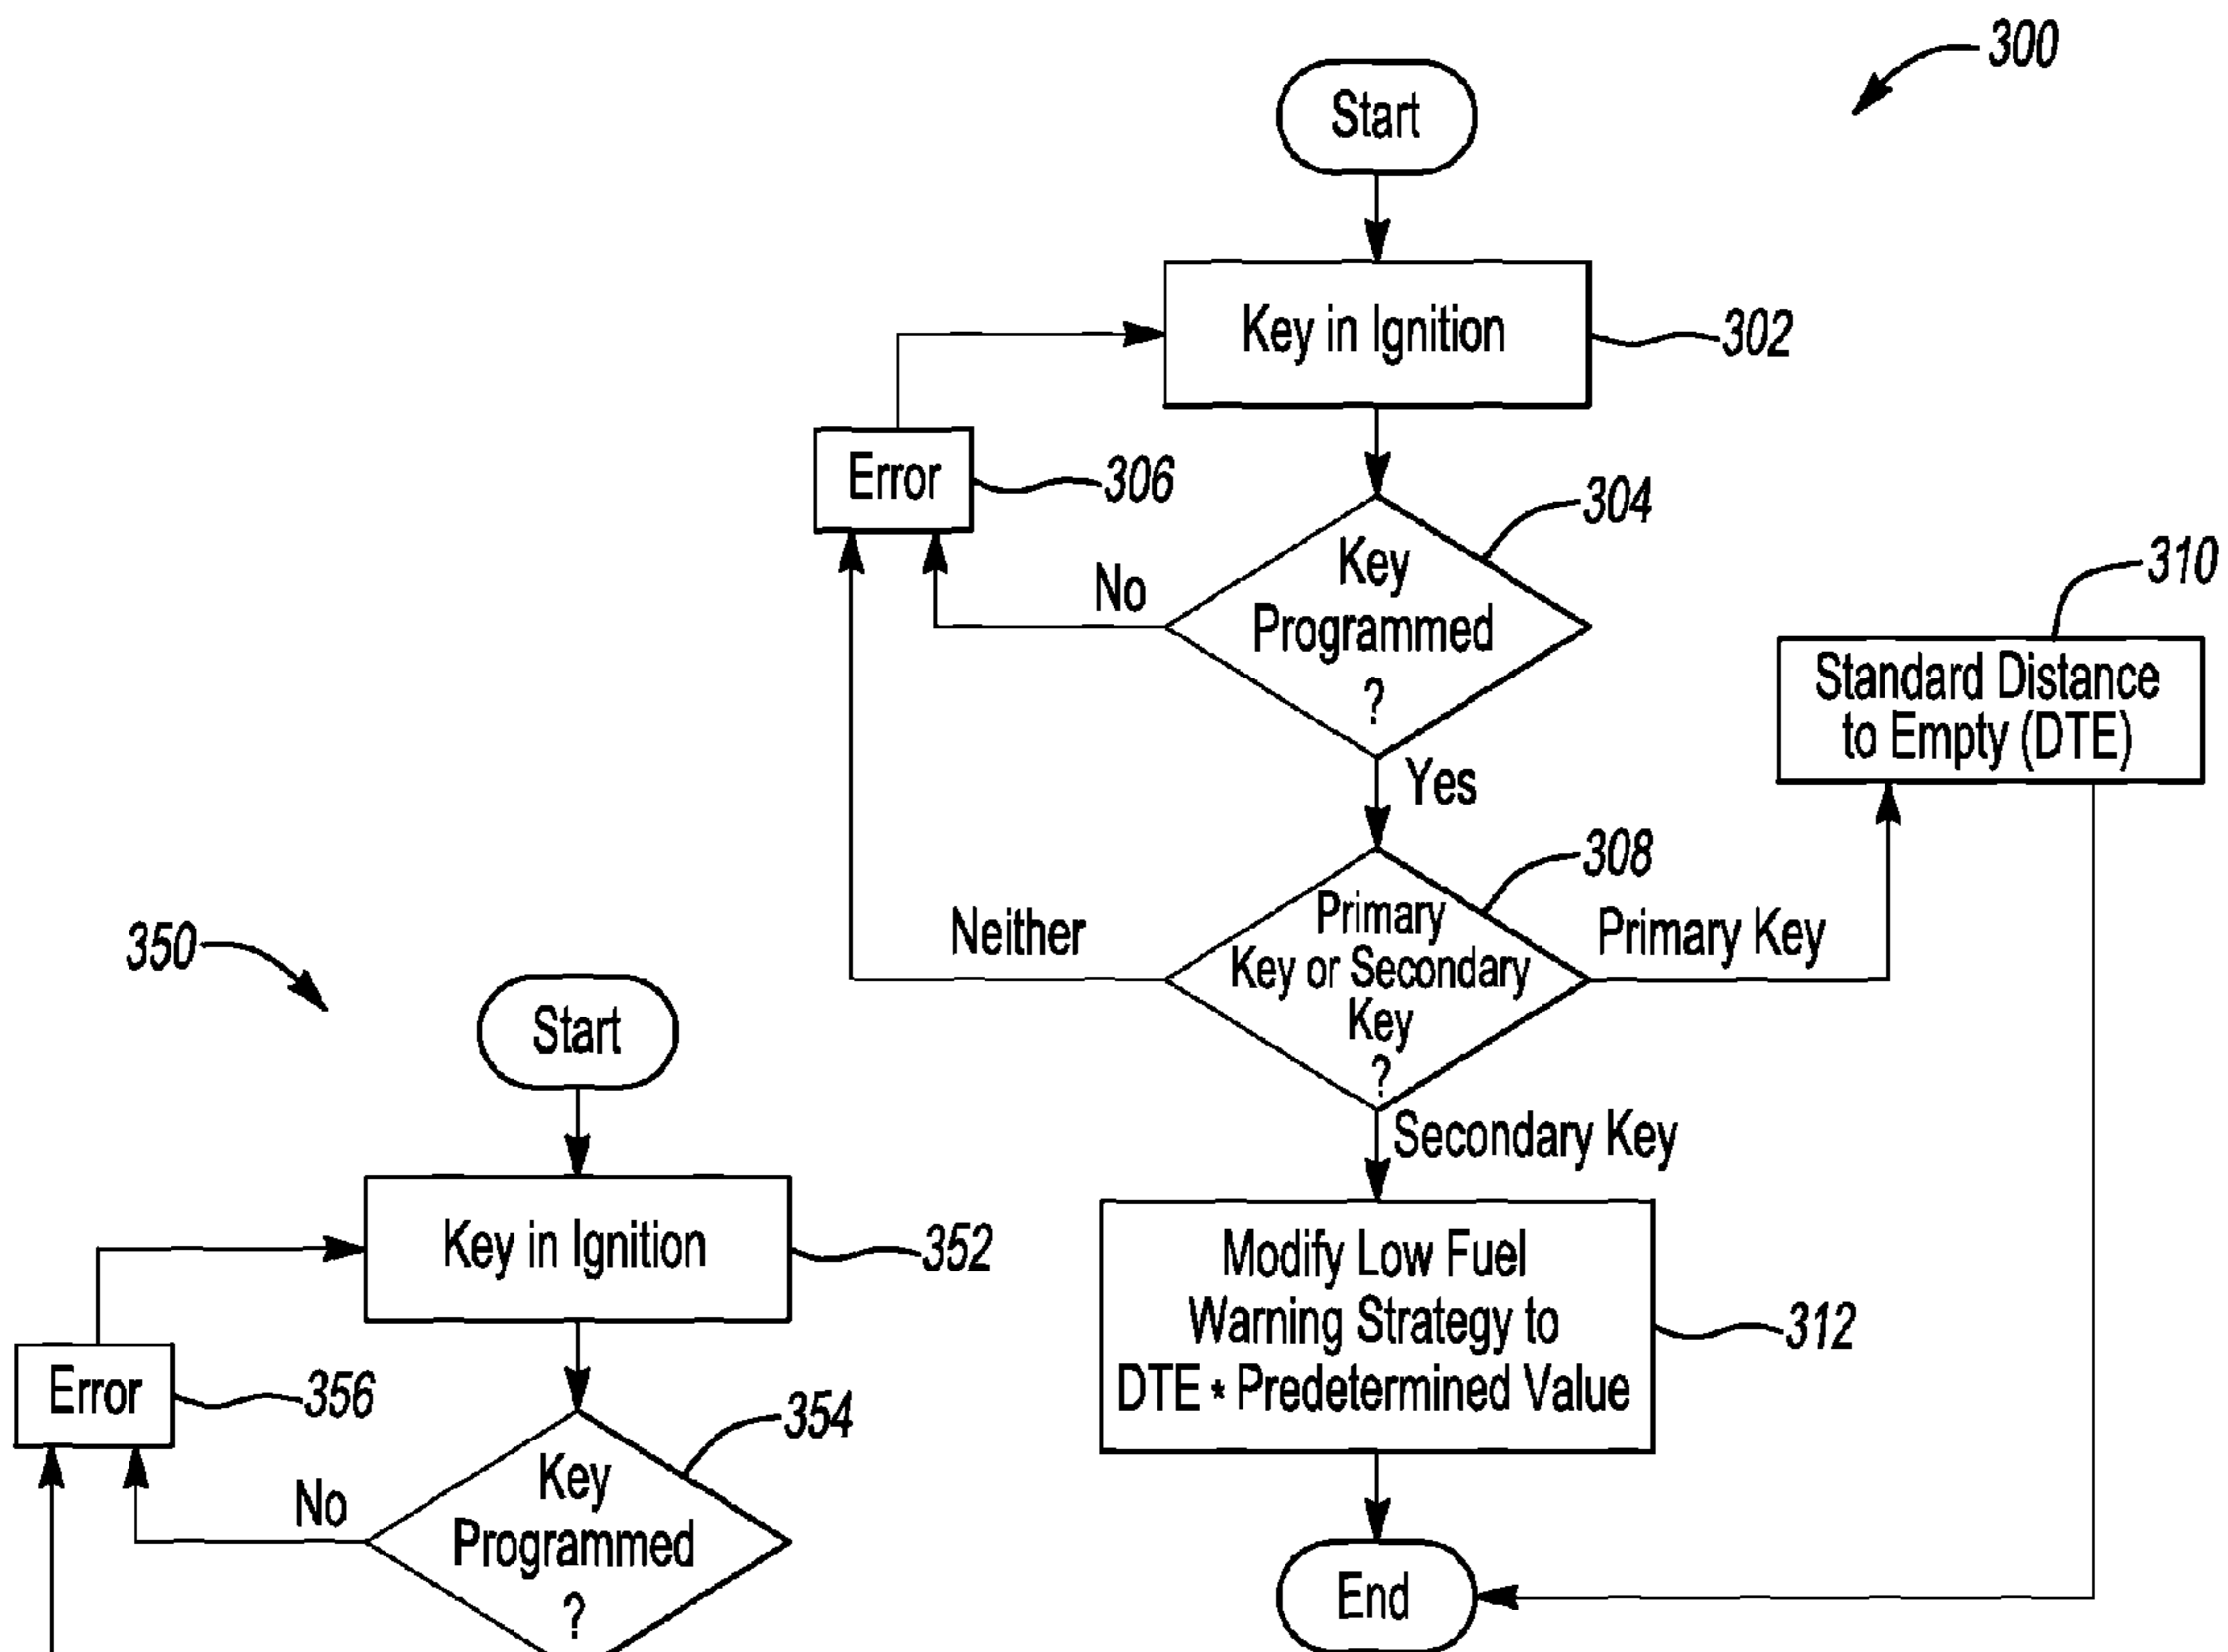 300
Start
Key in Ignition
302
Error
306
304
Key
Programmed
?
No
Yes
310
Standard Distance
to Empty (DTE)
308
Primary
Key or Secondary
Key
?
Neither
Primary Key
Secondary Key
Modify Low Fuel
Warning Strategy to
DTE * Predetermined Value
312
End
350
Start
Key in Ignition
352
Error
356
354
Key
Programmed
?
No